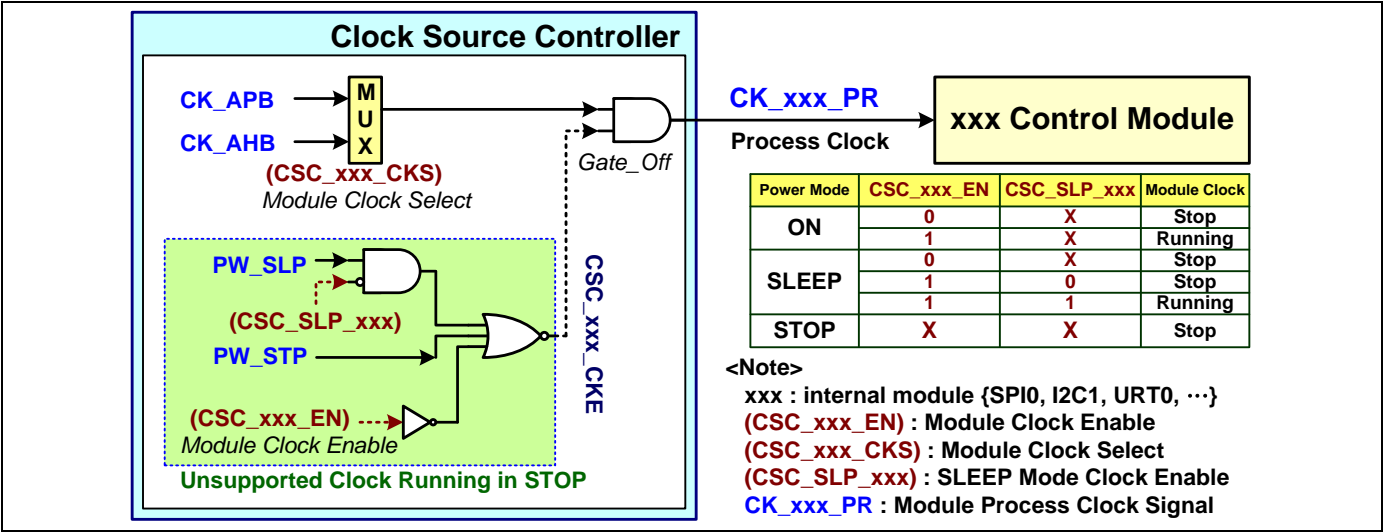 Clock Source Controller
CK_APB
CK_AHB
M
U
X
(CSC_xxx_CKS)
Module Clock Select
Gate_Off
CK_xxx_PR
Process Clock
xxx Control Module
PW_SLP
(CSC_SLP_xxx)
PW_STP
(CSC_xxx_EN)
Module Clock Enable
Unsupported Clock Running in STOP
CSC_xxx_CKE
Power Mode CSC_xxx_EN CSC_SLP_xxx Module Clock
ON 0 X Stop
1 X Running
SLEEP 0 X Stop
1 0 Stop
1 1 Running
STOP X X Stop
<Note>
xxx : internal module {SPI0, I2C1, URT0, ⋯}
(CSC_xxx_EN) : Module Clock Enable
(CSC_xxx_CKS) : Module Clock Select
(CSC_SLP_xxx) : SLEEP Mode Clock Enable
CK_xxx_PR : Module Process Clock Signal